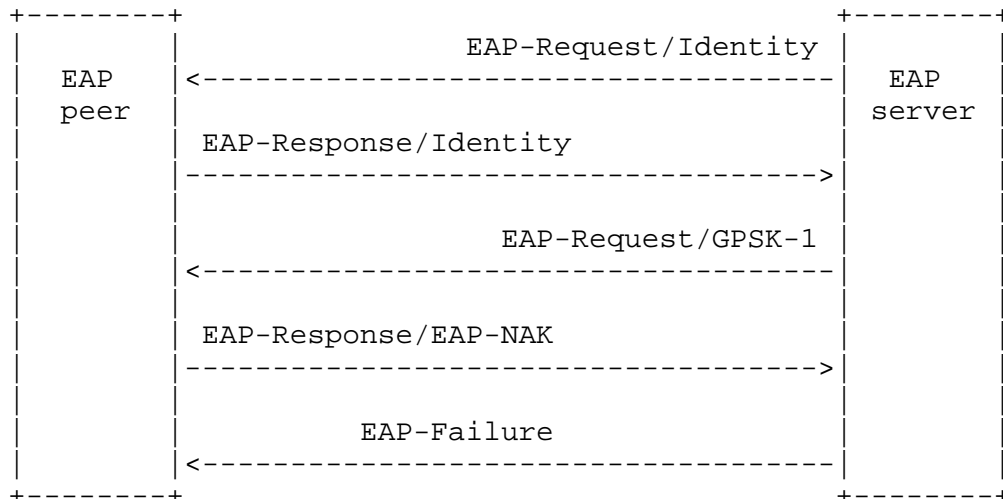 EAP-Request/Identity
EAP EAP
peer server
EAP-Response/Identity
EAP-Request/GPSK-1
EAP-Response/EAP-NAK
EAP-Failure